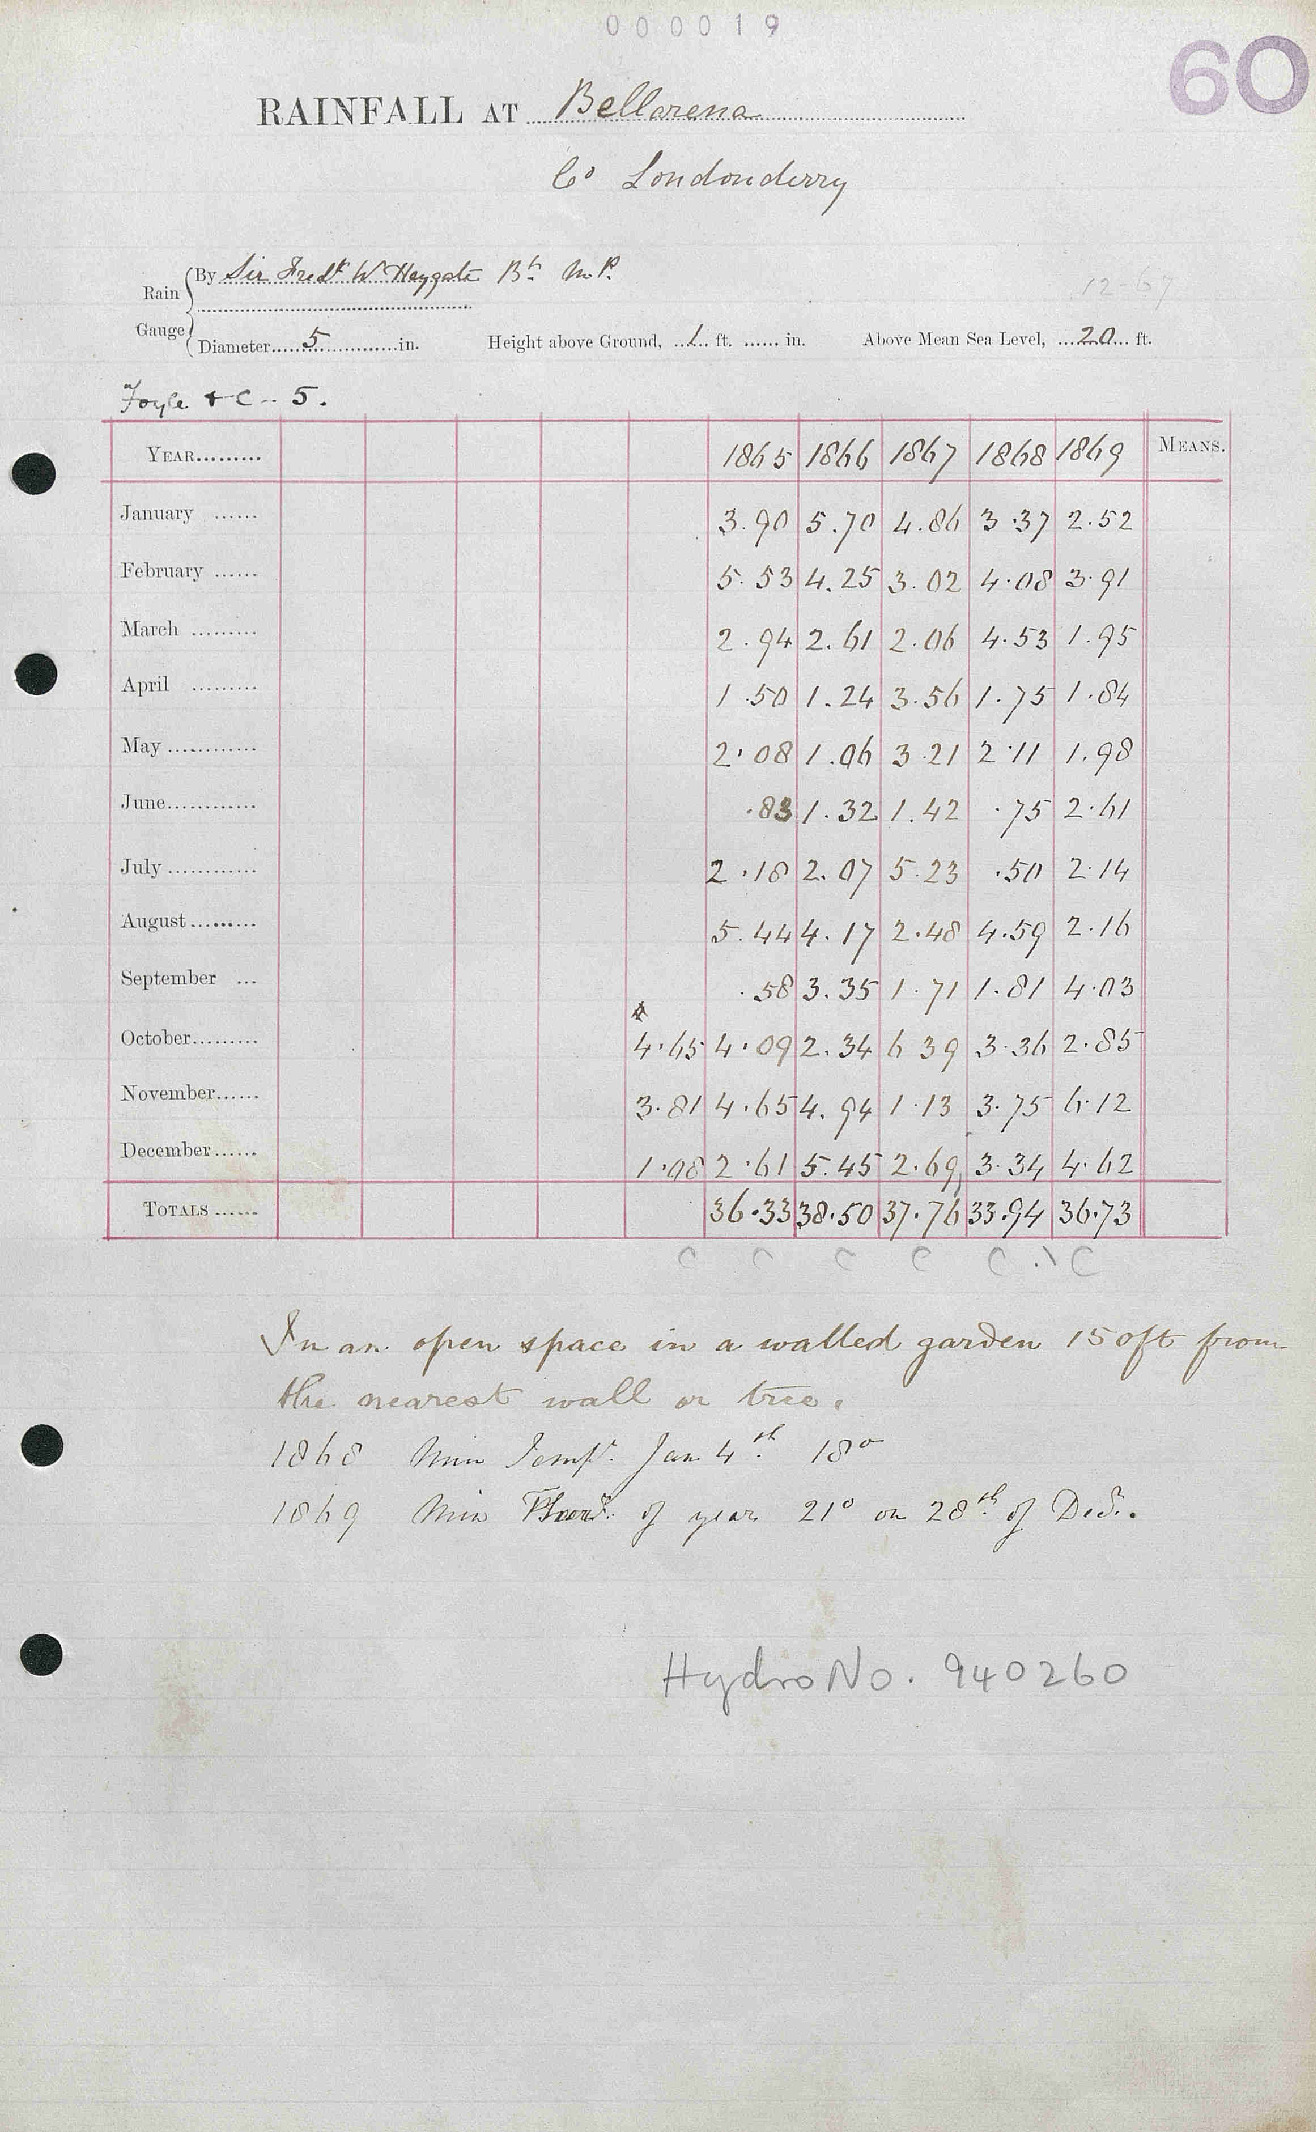 000019
60
RAINFALL AT Bellarena
Co Londonderry
Rain Gauge
By Sir Fredk W Heygate Bt. M.P.
12.67
Diameter 5 in. Height above Ground, 1 ft. in. Above Mean Sea Level, 20 ft.
Foyle & C -- 5.
YEAR 1865 1866 1867 1868 1869 MEANS.
January 3.90 5.70 4.86 3.37 2.52
February 5.53 4.25 3.02 4.08 3.91
March 2.94 2.61 2.06 4.53 1.95
April 1.50 1.24 3.56 1.75 1.84
May 2.08 1.06 3.21 2.11 1.98
June .83 1.32 1.42 .75 2.61
July 2.18 2.07 5.23 .50 2.14
August 5.44 4.17 2.48 4.59 2.16
September .58 3.35 1.71 1.81 4.03
October 4.65 4.09 2.34 6 39 3.36 2.85
November 3.81 4.65 4.94 1.13 3.75 6.12
December 1.98 2.61 5.45 2.69 3.34 4.62
TOTALS 36.33 38.50 37.76 33.94 36.73
C C C C C C
In an open space in a walled garden 150ft from
the nearest wall or tree.
1868 Min Tempr. Jan 4th. 18°
1869 Min of year 21° on 28th. of Decr.
Hydro No. 940260